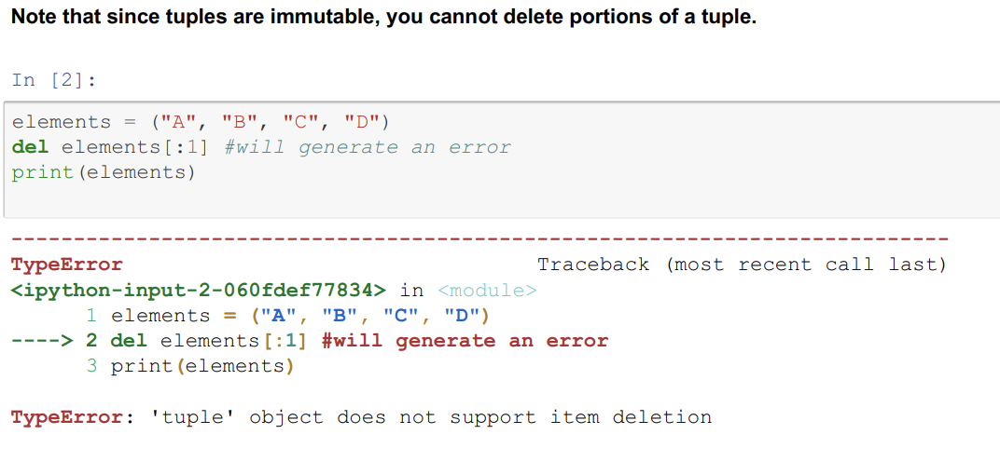 Note that since tuples are immutable, you cannot delete portions of a tuple.
In [2]:
elements = ("A", "B", "C", "D")
del elements[:1] #will generate an error
print(elements)
---------------------------------------------------------------------------
TypeError                                 Traceback (most recent call last)
<ipython-input-2-060fdef77834> in <module>
      1 elements = ("A", "B", "C", "D")
----> 2 del elements[:1] #will generate an error
      3 print(elements)
TypeError: 'tuple' object does not support item deletion